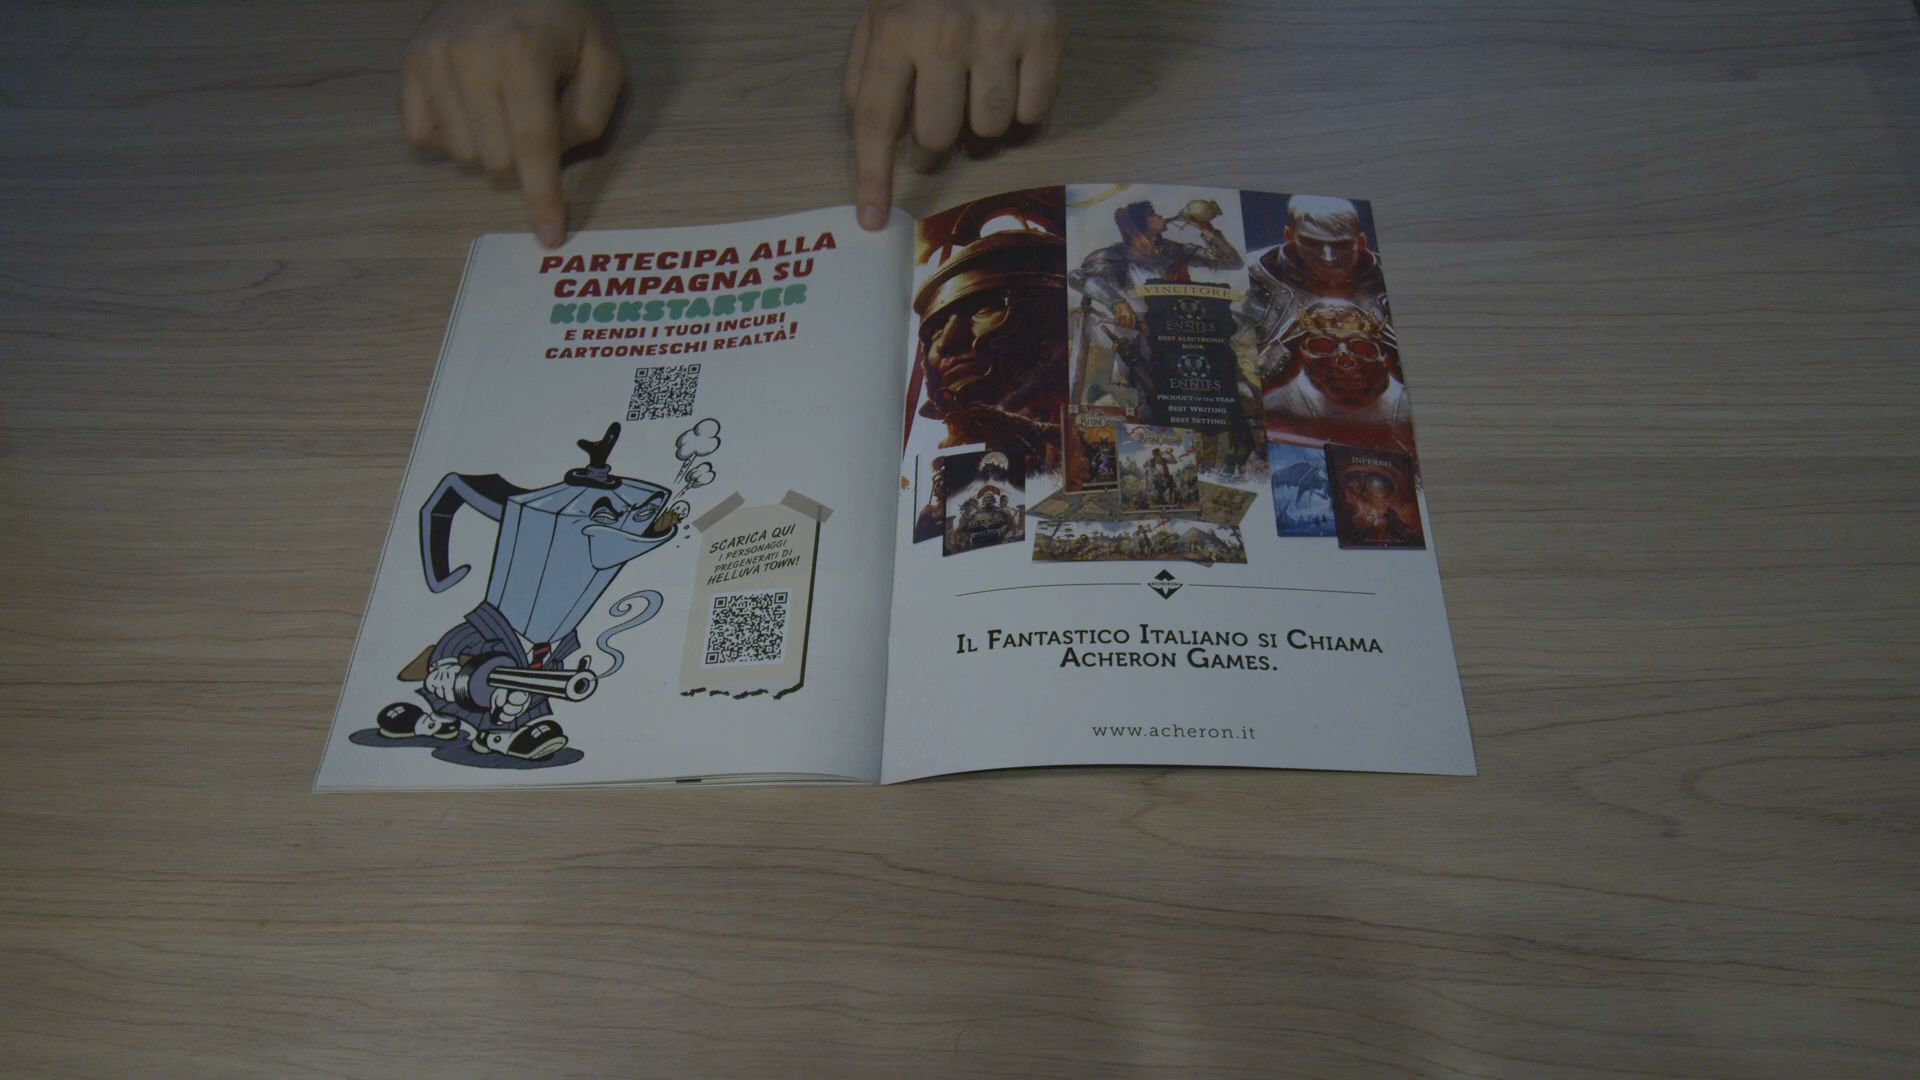 PARTECIPA ALLA
CAMPAGNA SU
KICKSTARTER
E RENDI I TUOI INCUBI
CARTOONESCHI REALTÀ!
SCARICA QUI
I PERSONAGGI
PREGENERATI DI
HELLUVA TOWN!
VINCITORE
ENNIES
BEST ELECTRONIC
BOOK
ENNIES
PRODUCT OF THE YEAR
BEST WRITING
BEST SETTING
INFERNO
ACHERON
IL FANTASTICO ITALIANO SI CHIAMA
ACHERON GAMES.
www.acheron.it